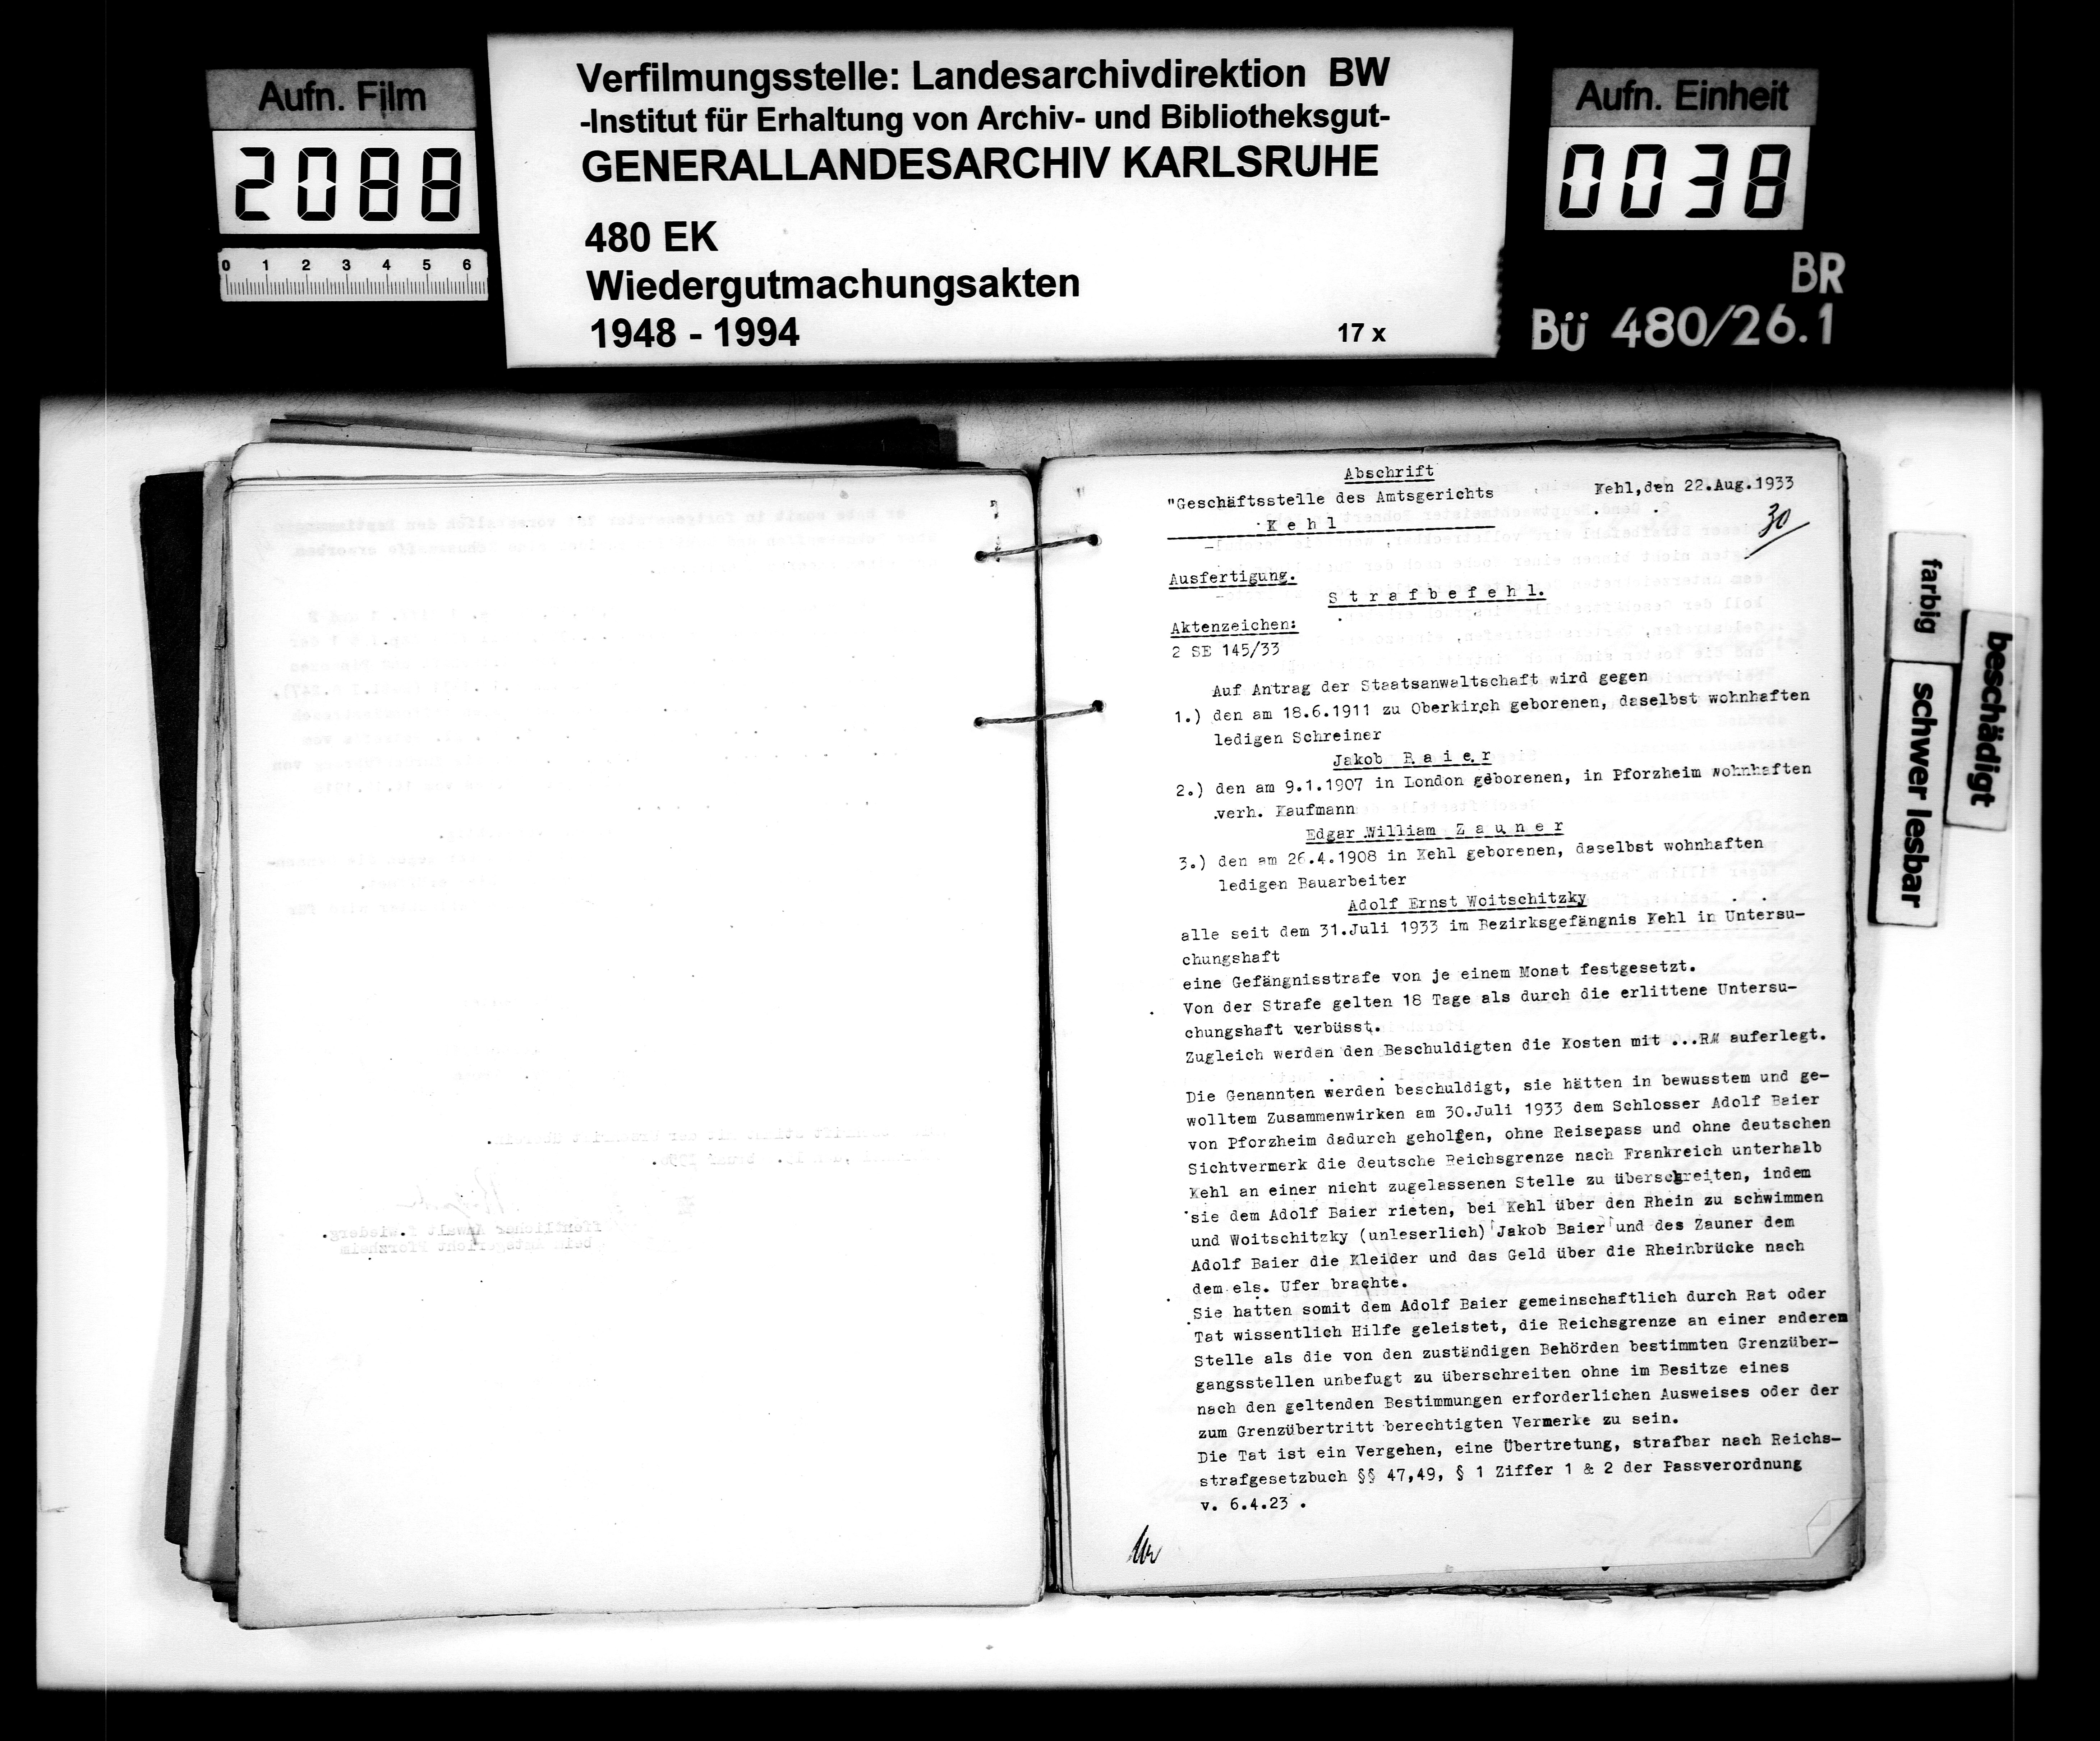 Aufn. Film
2088
0 1 2 3 4 5 6
Verfilmungsstelle: Landesarchivdirektion BW
-Institut für Erhaltung von Archiv- und Bibliotheksgut-
GENERALLANDESARCHIV KARLSRUHE
480 EK
Wiedergutmachungsakten
1948 - 1994
17 x
Aufn. Einheit
0038
BR
Bü 480/26.1
farbig
schwer lesbar
beschädigt
Abschrift
"Geschäftsstelle des Amtsgerichts Kehl,den 22.Aug.1933
K e h l
30
Ausfertigung.
S t r a f b e f e h l.
Aktenzeichen:
2 SE 145/33
Auf Antrag der Staatsanwaltschaft wird gegen
1.) den am 18.6.1911 zu Oberkirch geborenen, daselbst wohnhaften
ledigen Schreiner
Jakob B a i e r
2.) den am 9.1.1907 in London geborenen, in Pforzheim wohnhaften
verh. Kaufmann
Edgar William Z a u n e r
3.) den am 26.4.1908 in Kehl geborenen, daselbst wohnhaften
ledigen Bauarbeiter
Adolf Ernst Woitschitzky
alle seit dem 31.Juli 1933 im Bezirksgefängnis Kehl in Untersu-
chungshaft
eine Gefängnisstrafe von je einem Monat festgesetzt.
Von der Strafe gelten 18 Tage als durch die erlittene Untersu-
chungshaft verbüsst.
Zugleich werden den Beschuldigten die Kosten mit ...RM auferlegt.
Die Genannten werden beschuldigt, sie hätten in bewusstem und ge-
wolltem Zusammenwirken am 30.Juli 1933 dem Schlosser Adolf Baier
von Pforzheim dadurch geholfen, ohne Reisepass und ohne deutschen
Sichtvermerk die deutsche Reichsgrenze nach Frankreich unterhalb
Kehl an einer nicht zugelassenen Stelle zu überschreiten, indem
sie dem Adolf Baier rieten, bei Kehl über den Rhein zu schwimmen
und Woitschitzky (unleserlich) Jakob Baier und des Zauner dem
Adolf Baier die Kleider und das Geld über die Rheinbrücke nach
dem els. Ufer brachte.
Sie hatten somit dem Adolf Baier gemeinschaftlich durch Rat oder
Tat wissentlich Hilfe geleistet, die Reichsgrenze an einer anderen
Stelle als die von den zuständigen Behörden bestimmten Grenzüber-
gangsstellen unbefugt zu überschreiten ohne im Besitze eines
nach den geltenden Bestimmungen erforderlichen Ausweises oder der
zum Grenzübertritt berechtigten Vermerke zu sein.
Die Tat ist ein Vergehen, eine Übertretung, strafbar nach Reichs-
strafgesetzbuch §§ 47,49, § 1 Ziffer 1 & 2 der Passverordnung
v. 6.4.23 .